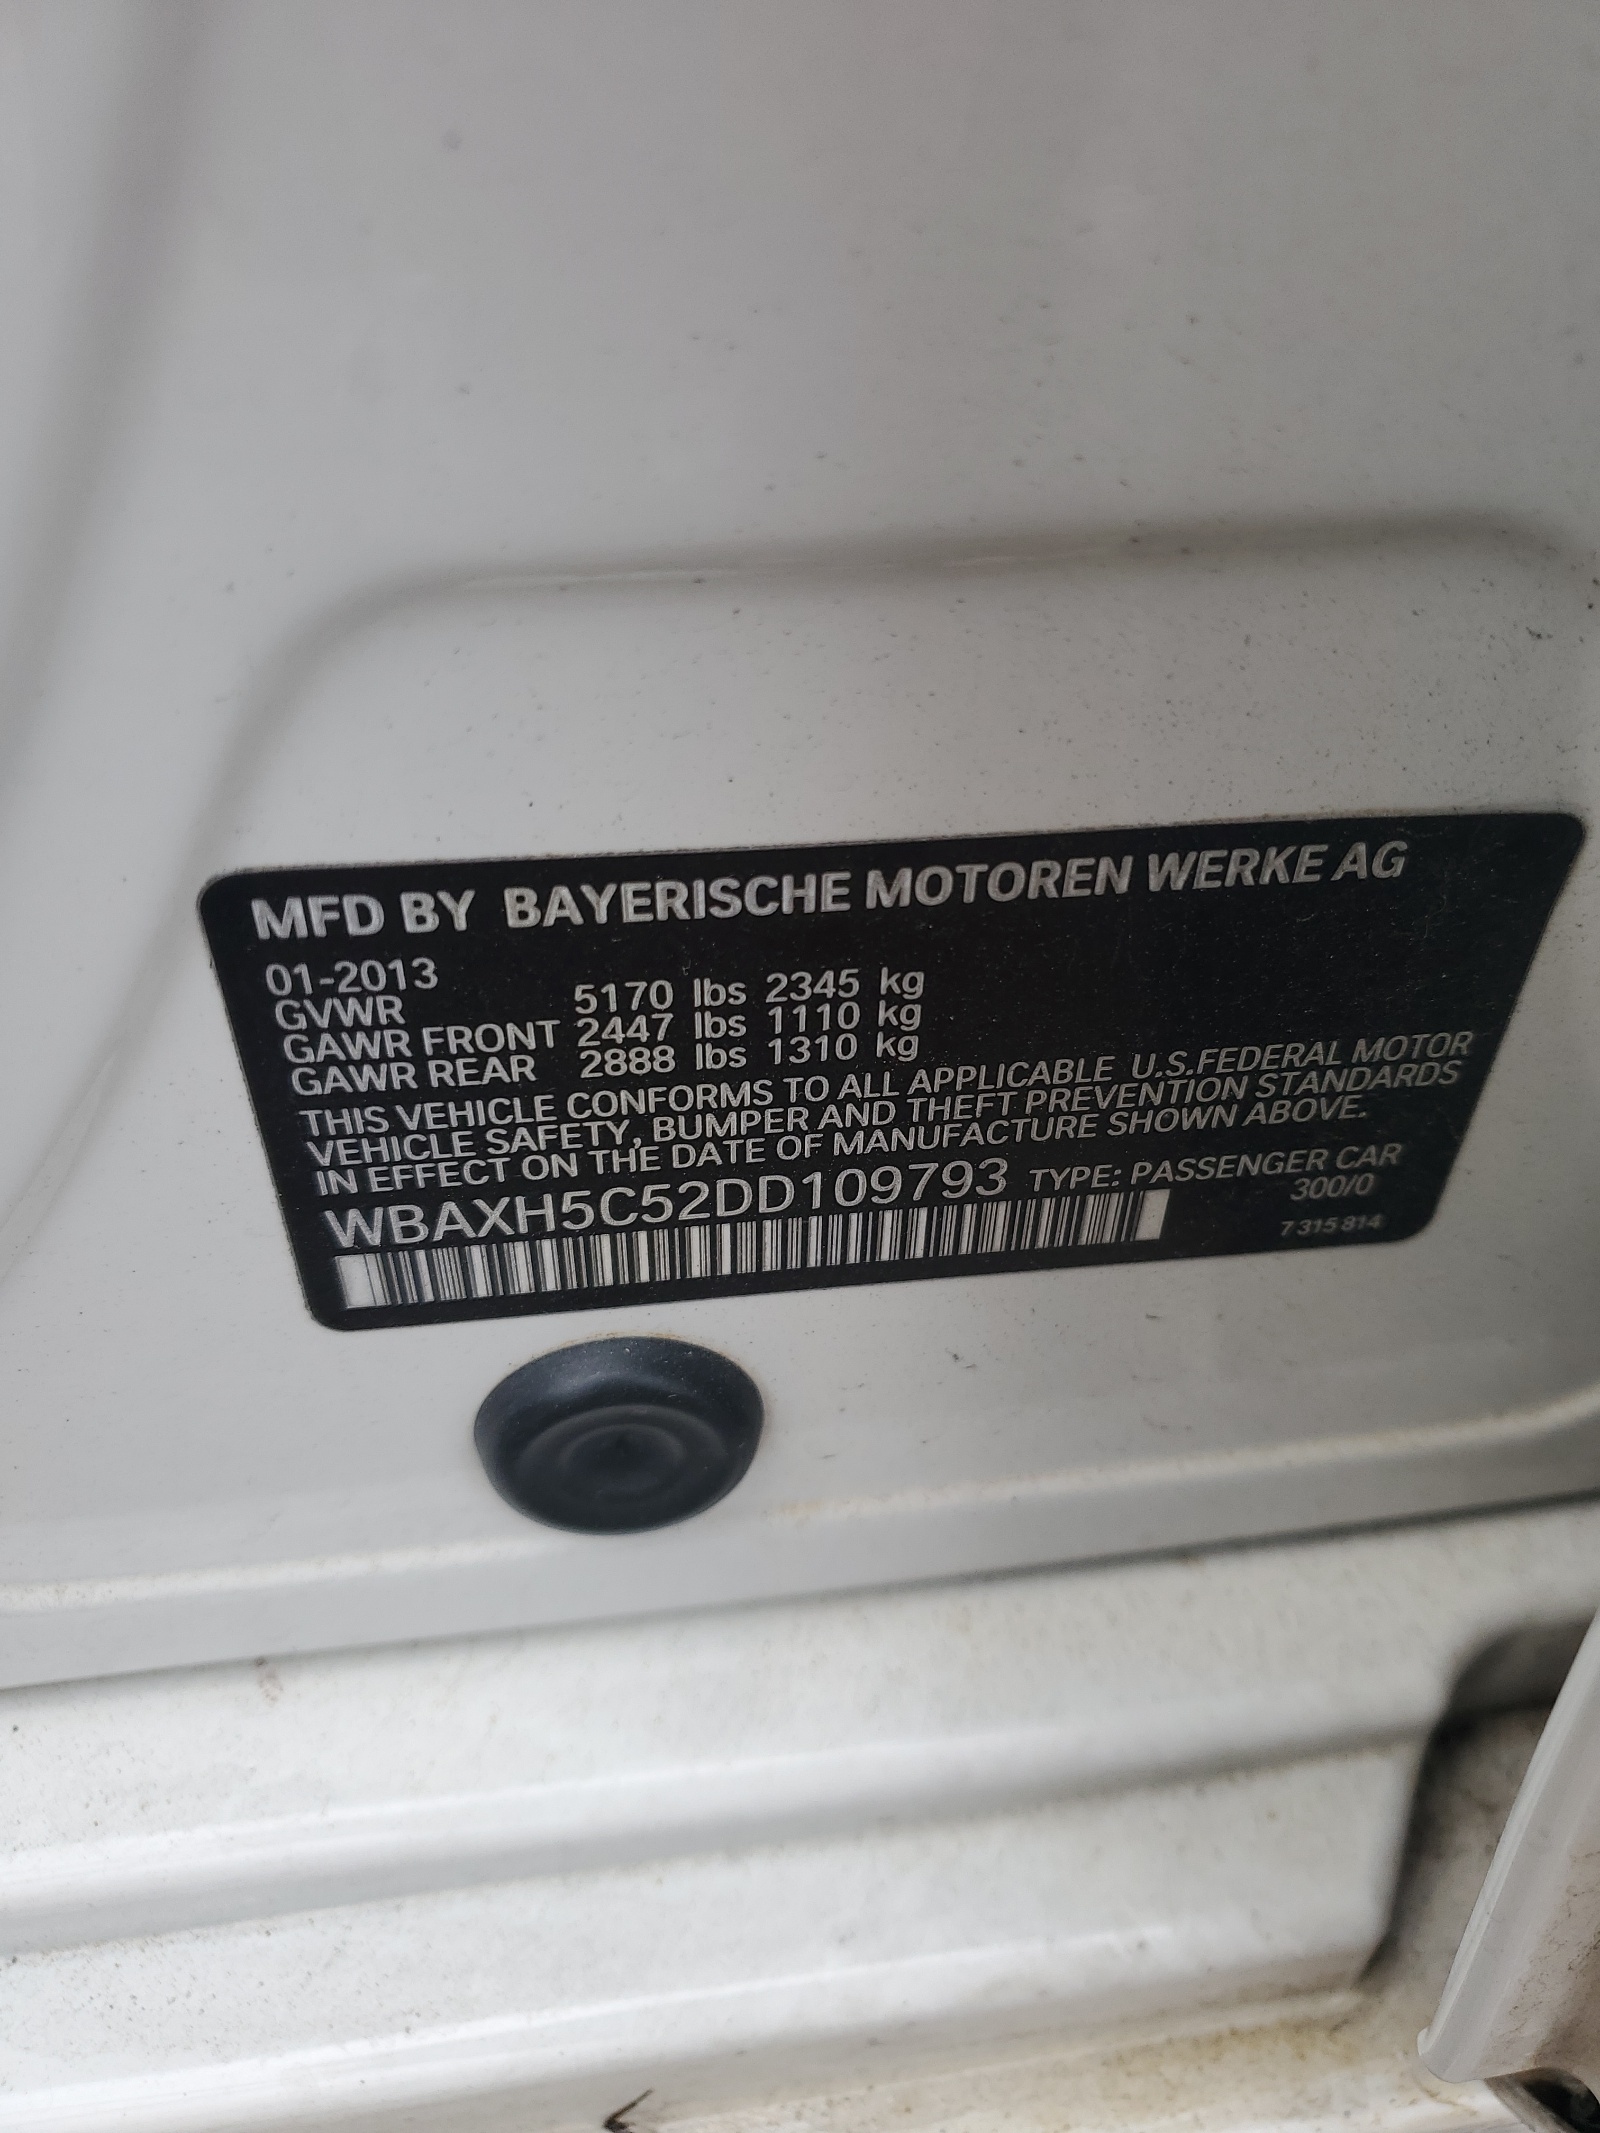 MFD BY BAYERISCHE MOTOREN WERKE AG
01-2013
GVWR 5170 lbs 2345 kg
GAWR FRONT 2447 lbs 1110 kg
GAWR REAR 2888 lbs 1310 kg
THIS VEHICLE CONFORMS TO ALL APPLICABLE U.S.FEDERAL MOTOR
VEHICLE SAFETY, BUMPER AND THEFT PREVENTION STANDARDS
IN EFFECT ON THE DATE OF MANUFACTURE SHOWN ABOVE.
WBAXH5C52DD109793 TYPE: PASSENGER CAR
300/0
7 315 814